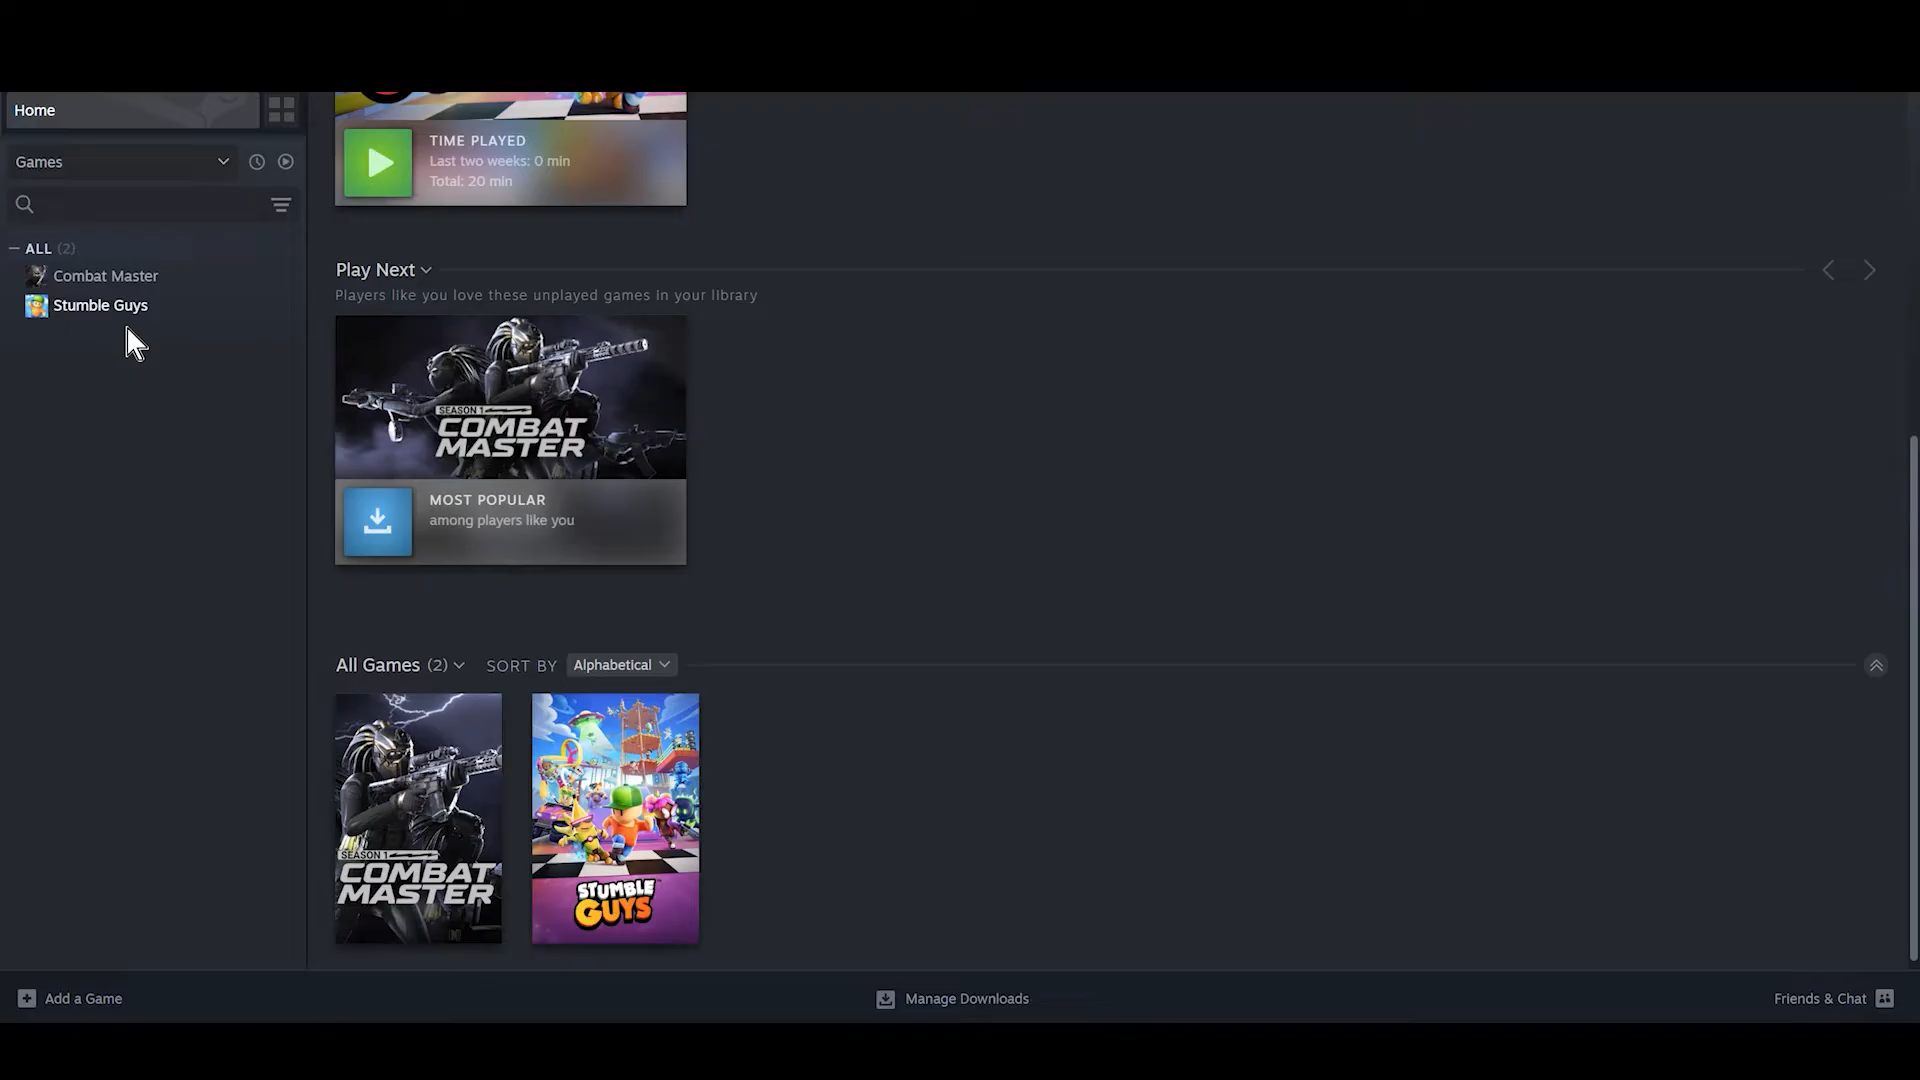 Home
Games
ALL (2)
Combat Master
Stumble Guys
TIME PLAYED
Last two weeks: 0 min
Total: 20 min
Play Next
Players like you love these unplayed games in your library
SEASON 1
COMBAT
MASTER
MOST POPULAR
among players like you
All Games (2) SORT BY Alphabetical
SEASON 1
COMBAT
MASTER
STUMBLE
GUYS
Add a Game
Manage Downloads
Friends & Chat